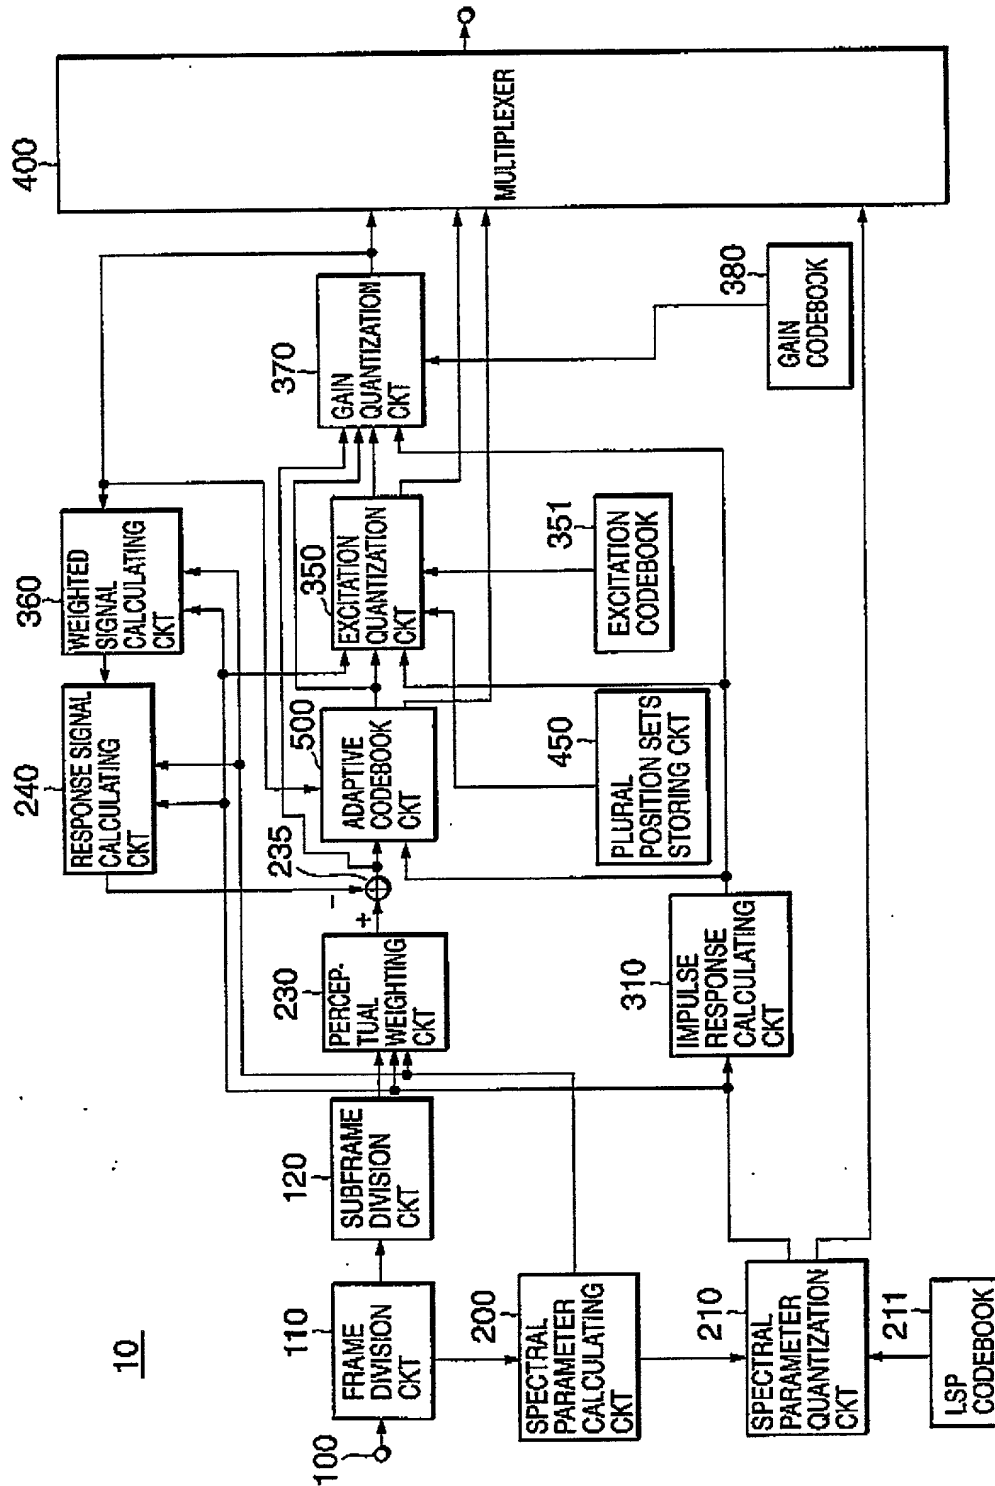 10
100
110
FRAME
DIVISION
CKT
120
SUBFRAME
DIVISION
CKT
200
SPECTRAL
PARAMETER
CALCULATING
CKT
210
SPECTRAL
PARAMETER
QUANTIZATION
CKT
211
LSP
CODEBOOK
230
PERCEP-
TUAL
WEIGHTING
CKT
+
-
235
240
RESPONSE SIGNAL
CALCULATING
CKT
360
WEIGHTED
SIGNAL
CALCULATING
CKT
500
ADAPTIVE
CODEBOOK
CKT
310
IMPULSE
RESPONSE
CALCULATING
CKT
450
PLURAL
POSITION SETS
STORING CKT
350
EXCITATION
QUANTIZATION
CKT
351
EXCITATION
CODEBOOK
370
GAIN
QUANTIZATION
CKT
380
GAIN
CODEBOOK
400
MULTIPLEXER